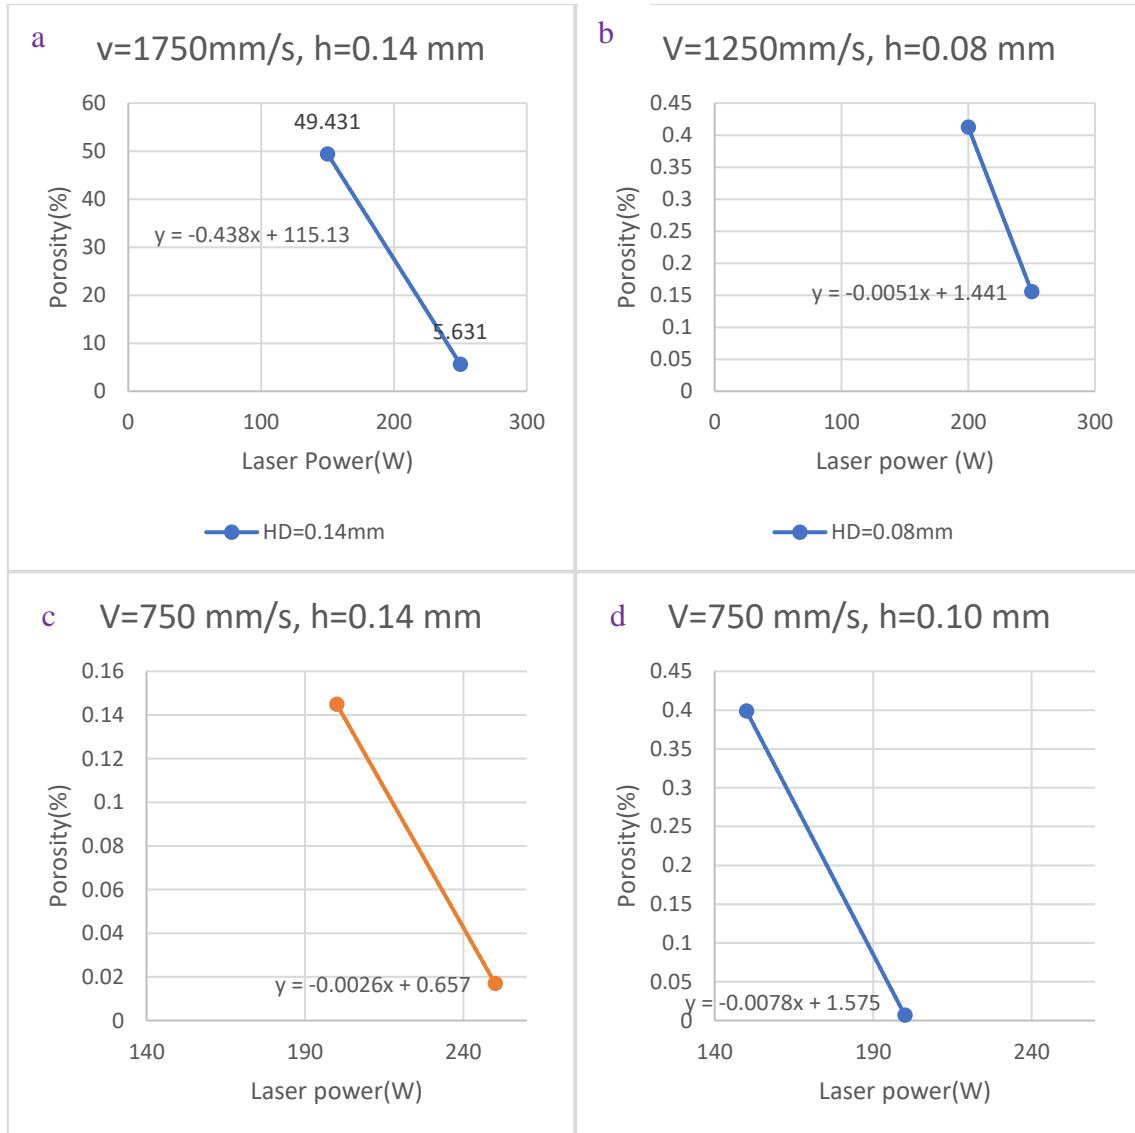 a
v=1750mm/s, h=0.14 mm
60
50
40
30
20
10
0
49.431
y = -0.438x + 115.13
5.631
0 100 200 300
Porosity(%)
Laser Power(W)
HD=0.14mm
b
V=1250mm/s, h=0.08 mm
0.45
0.4
0.35
0.3
0.25
0.2
0.15
0.1
0.05
0
y = -0.0051x + 1.441
0 100 200 300
Porosity(%)
Laser power (W)
HD=0.08mm
c
V=750 mm/s, h=0.14 mm
0.16
0.14
0.12
0.1
0.08
0.06
0.04
0.02
0
y = -0.0026x + 0.657
140 190 240
Porosity(%)
Laser power(W)
d
V=750 mm/s, h=0.10 mm
0.45
0.4
0.35
0.3
0.25
0.2
0.15
0.1
0.05
0
y = -0.0078x + 1.575
140 190 240
Porosity(%)
Laser power(W)